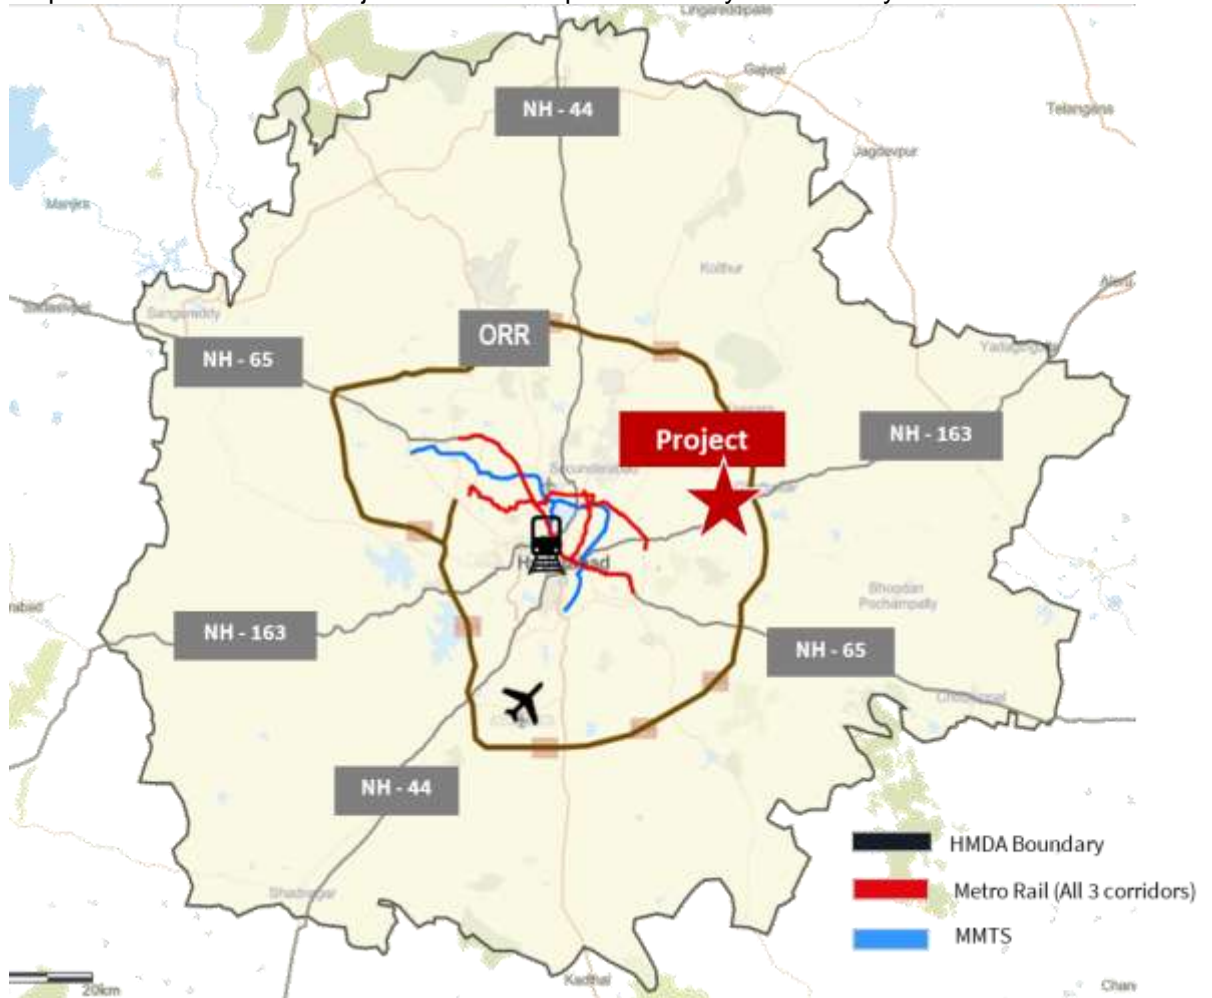 Gajwel
Telangana
NH - 44
Jagdevpur
Manjira
Kolthur
Sangareddy
ORR
NH - 65
Yadagirigutta
Project
NH - 163
Secunderabad
Bhoodan
Pochampally
NH - 163
NH - 65
NH - 44
HMDA Boundary
Shadnagar
Metro Rail (All 3 corridors)
MMTS
Kadthal
20km